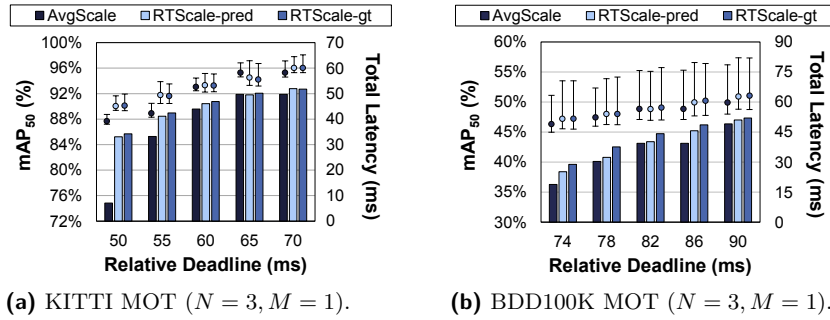 AvgScale RTScale-pred RTScale-gt
100%
96%
92%
88%
84%
80%
76%
72%
mAP50 (%)
70
60
50
40
30
20
10
0
Total Latency (ms)
50 55 60 65 70
Relative Deadline (ms)
(a) KITTI MOT (N = 3, M = 1).
AvgScale RTScale-pred RTScale-gt
60%
55%
50%
45%
40%
35%
30%
mAP50 (%)
90
75
60
45
30
15
0
Total Latency (ms)
74 78 82 86 90
Relative Deadline (ms)
(b) BDD100K MOT (N = 3, M = 1).